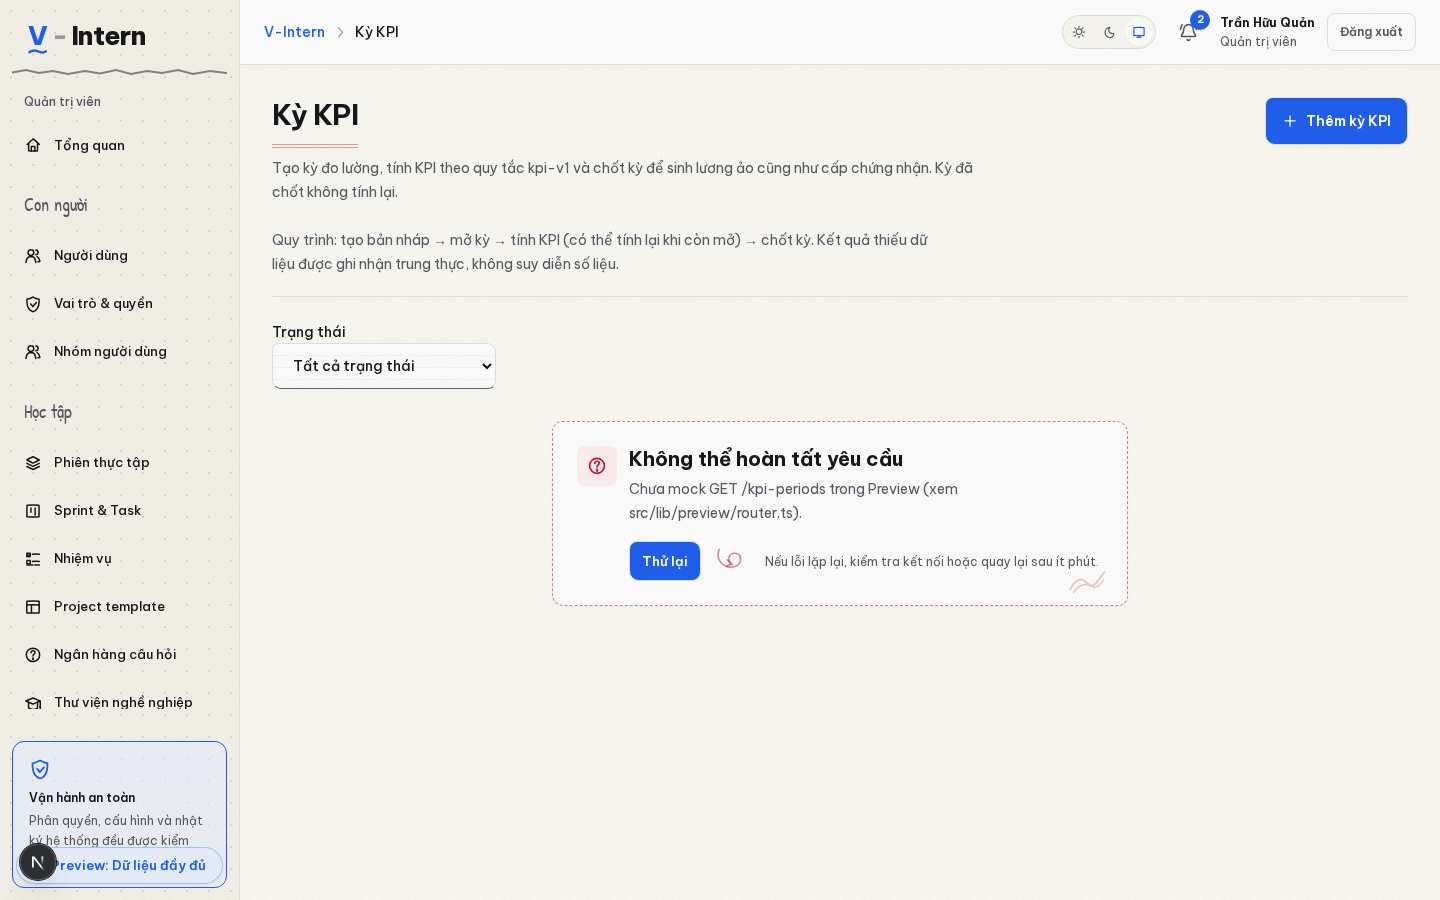 V - Intern
Quản trị viên
Tổng quan
Con người
Người dùng
Vai trò & quyền
Nhóm người dùng
Học tập
Phiên thực tập
Sprint & Task
Nhiệm vụ
Project template
Ngân hàng câu hỏi
Thư viện nghề nghiệp
Vận hành an toàn
Phân quyền, cấu hình và nhật
ký hệ thống đều được kiểm
Preview: Dữ liệu đầy đủ
V-Intern > Kỳ KPI
2
Trần Hữu Quản
Quản trị viên
Đăng xuất
Kỳ KPI
Thêm kỳ KPI
Tạo kỳ đo lường, tính KPI theo quy tắc kpi-v1 và chốt kỳ để sinh lương ảo cũng như cấp chứng nhận. Kỳ đã
chốt không tính lại.
Quy trình: tạo bản nháp → mở kỳ → tính KPI (có thể tính lại khi còn mở) → chốt kỳ. Kết quả thiếu dữ
liệu được ghi nhận trung thực, không suy diễn số liệu.
Trạng thái
Tất cả trạng thái
Không thể hoàn tất yêu cầu
Chưa mock GET /kpi-periods trong Preview (xem
src/lib/preview/router.ts).
Thử lại
Nếu lỗi lặp lại, kiểm tra kết nối hoặc quay lại sau ít phút.